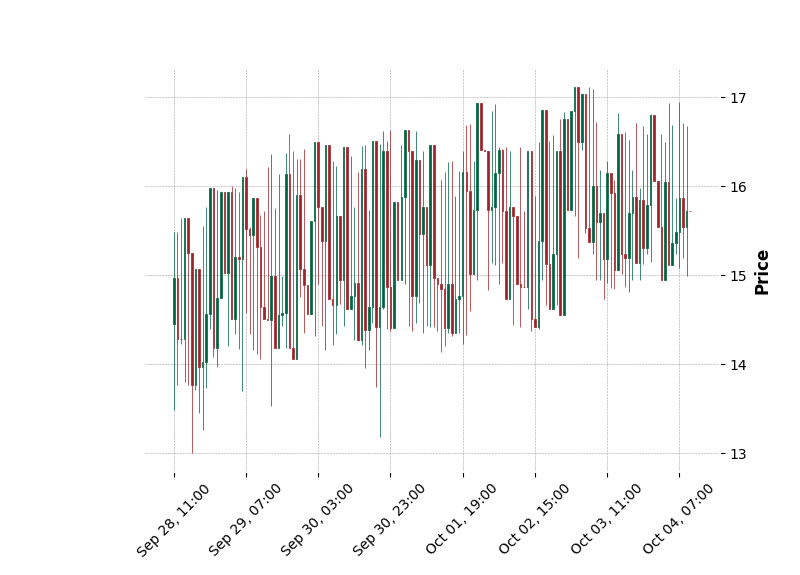 17
16
15
14
13
Price
Sep 28, 11:00
Sep 29, 07:00
Sep 30, 03:00
Sep 30, 23:00
Oct 01, 19:00
Oct 02, 15:00
Oct 03, 11:00
Oct 04, 07:00